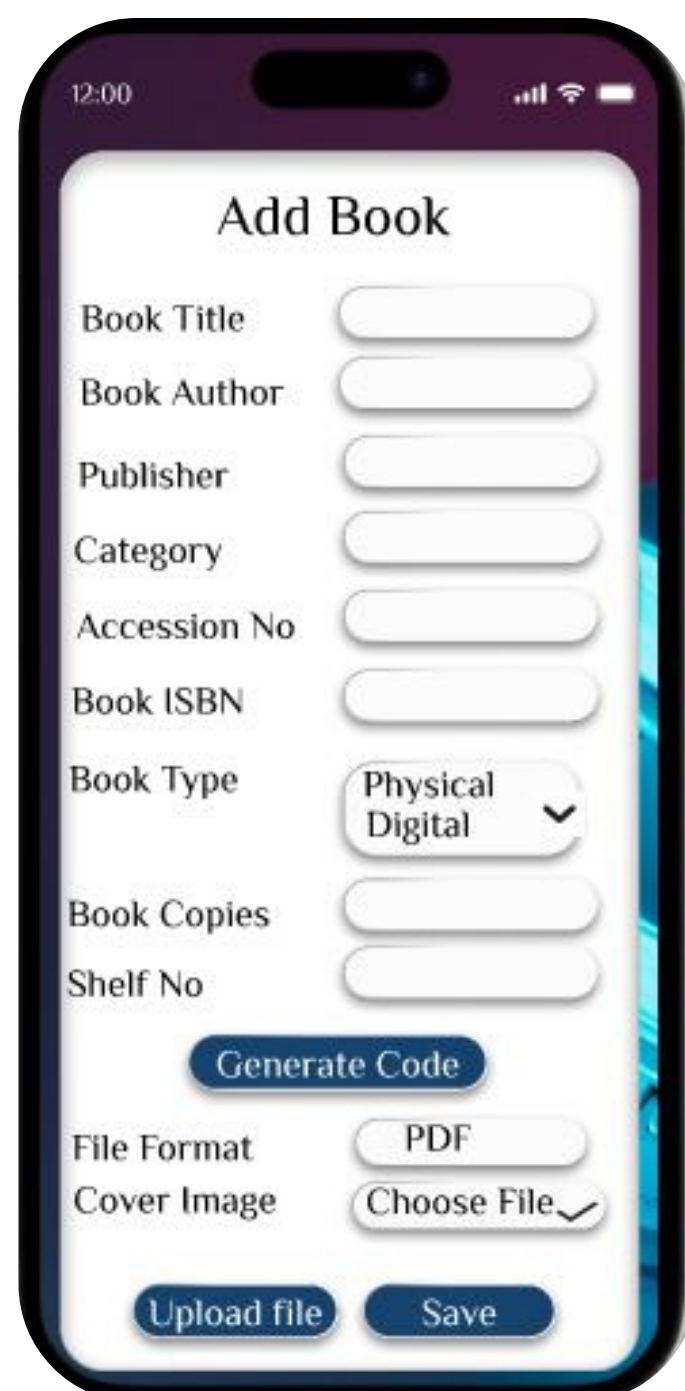 12:00
Add Book
Book Title
Book Author
Publisher
Category
Accession No
Book ISBN
Book Type
Physical
Digital
Book Copies
Shelf No
Generate Code
File Format PDF
Cover Image Choose File
Upload file Save